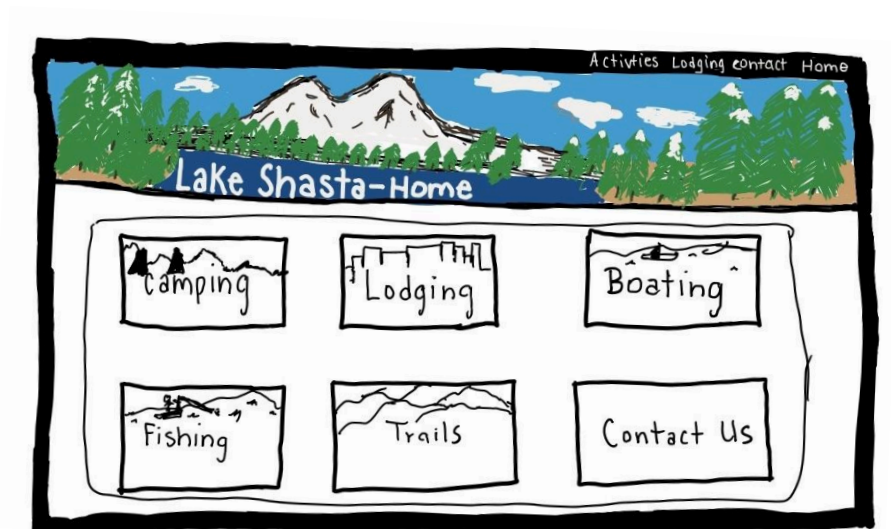 Activties Lodging contact Home
Lake Shasta-Home
Camping Lodging Boating
Fishing Trails Contact Us